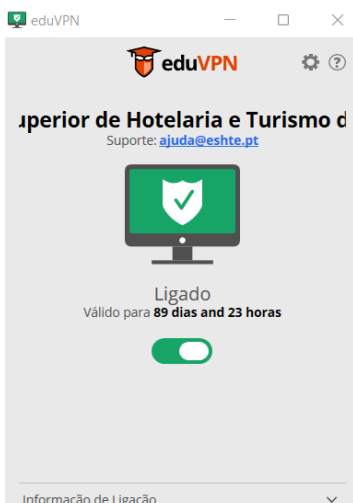 eduVPN
eduVPN
uperior de Hotelaria e Turismo d
Suporte: ajuda@eshte.pt
Ligado
Válido para 89 dias and 23 horas
Informação de Ligação